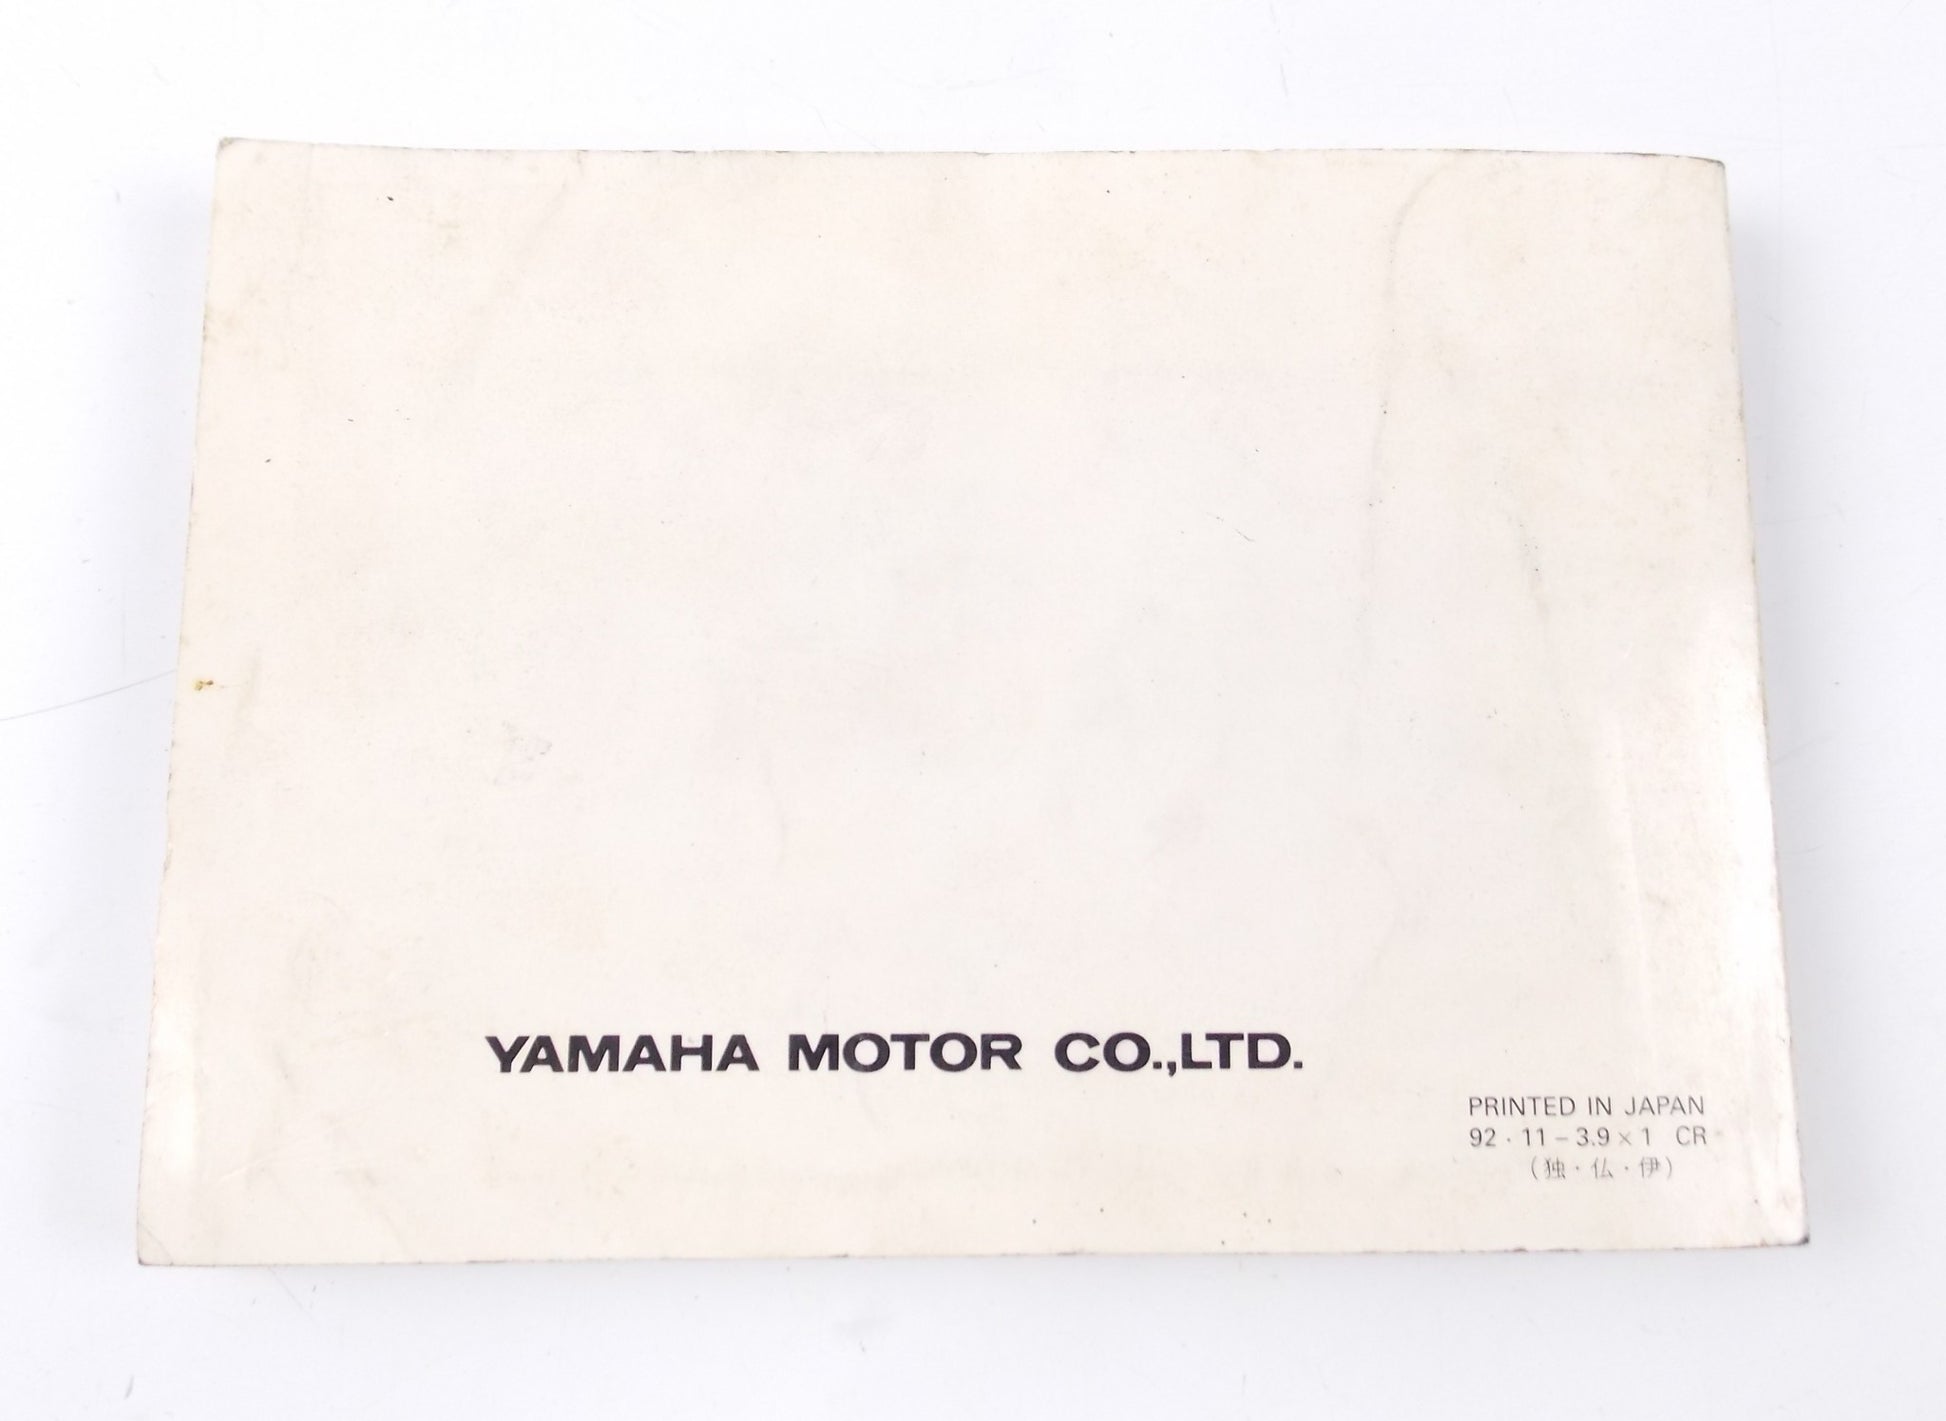 YAMAHA MOTOR CO.,LTD.
PRINTED IN JAPAN
92・11－3.9×1 CR
（独・仏・伊）